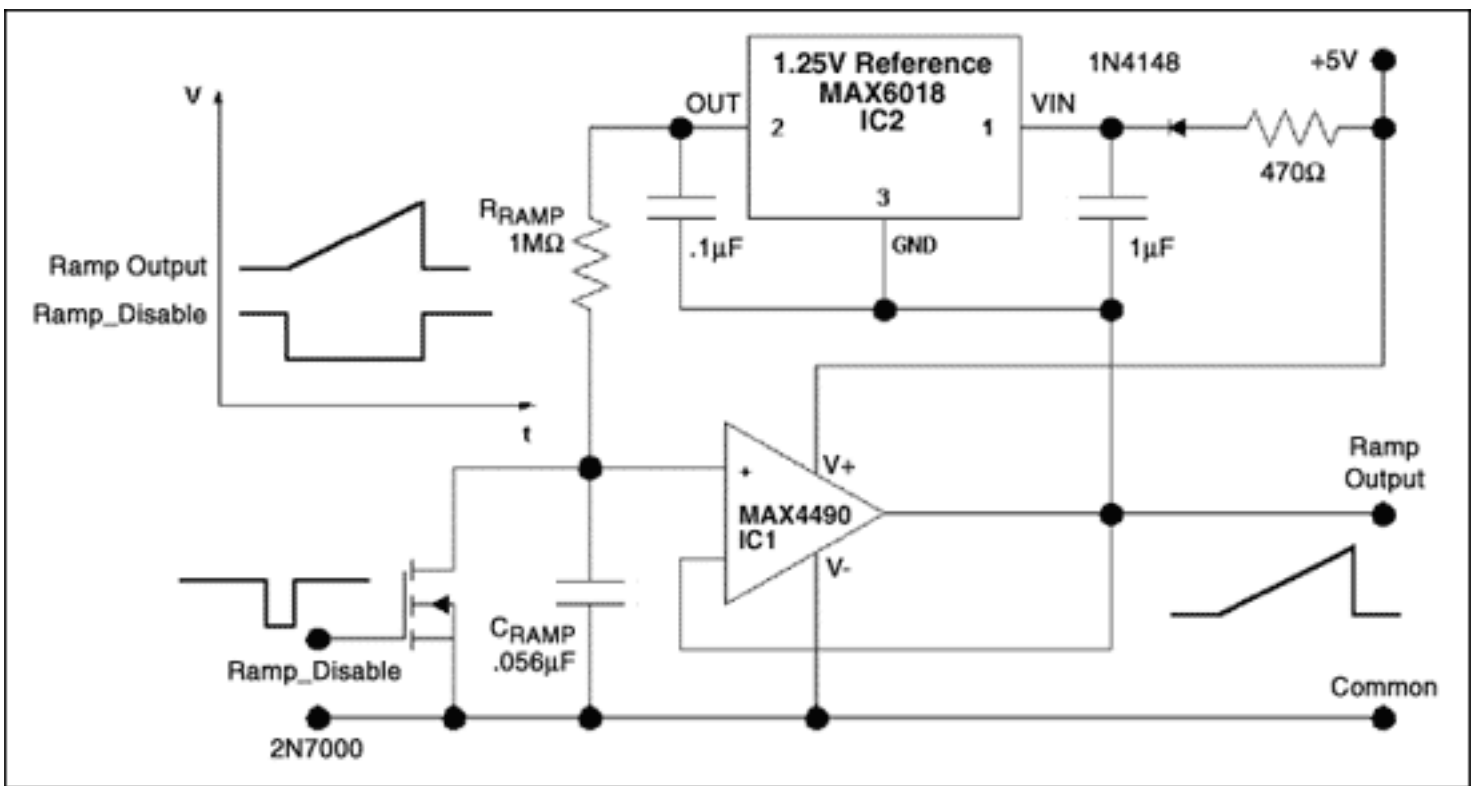 V
Ramp Output
Ramp_Disable
t
OUT
1.25V Reference
MAX6018
IC2
2
1
3
GND
VIN
1N4148
+5V
470Ω
RRAMP
1MΩ
.1µF
1µF
+
V+
MAX4490
IC1
V-
Ramp
Output
CRAMP
.056µF
Ramp_Disable
2N7000
Common